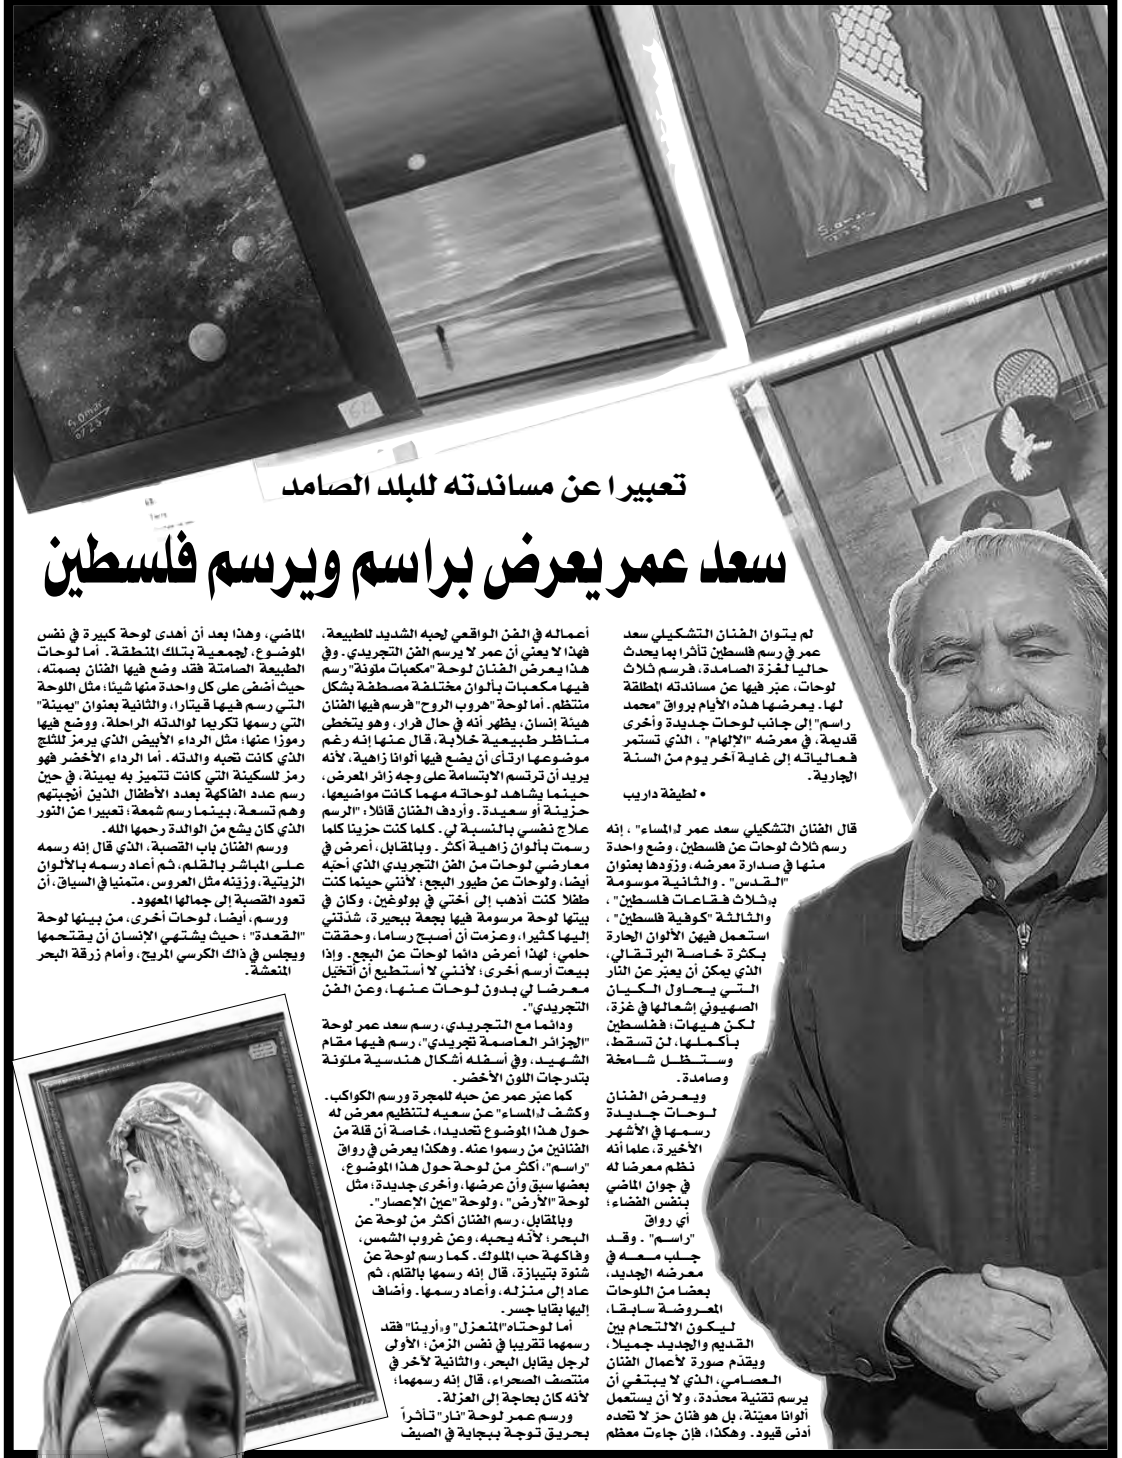 تعبيرا عن مساندته للبلد الصامد
سعد عمر يعرض براسم ويرسم فلسطين
لم يتوان الفنان التشكيلي سعد
عمر في رسم فلسطين تأثرا بما يحدث
حاليا لغزة الصامدة، فرسم ثلاث
لوحات، عبّر فيها عن مساندته المطلقة
لها. يعرضها هذه الأيام برواق "محمد
راسم" إلى جانب لوحات جديدة وأخرى
قديمة، في معرضه "الإلهام" ، الذي تستمر
فعالياته إلى غاية آخر يوم من السنة
الجارية.
• لطيفة داريب
قال الفنان التشكيلي سعد عمر لـ"المساء" ، إنه
رسم ثلاث لوحات عن فلسطين، وضع واحدة
منها في صدارة معرضه، وزوّدها بعنوان
"القدس" . والثانية موسومة
بـ"ثلاث فقاعات فلسطين" ،
والثالثة "كوفية فلسطين" ،
استعمل فيهن الألوان الحارة
بكثرة خاصة البرتقالي،
الذي يمكن أن يعبّر عن النار
التي يحاول الكيان
الصهيوني إشعالها في غزة،
لكن هيهات؛ ففلسطين
بأكملها، لن تسقط،
وستظل شامخة
وصامدة.
ويعرض الفنان
لوحات جديدة
رسمها في الأشهر
الأخيرة، علما أنه
نظم معرضا له
في جوان الماضي
بنفس الفضاء؛
أي رواق
"راسم" . وقد
جلب معه في
معرضه الجديد،
بعضا من اللوحات
المعروضة سابقا،
ليكون الالتحام بين
القديم والجديد جميلا،
ويقدّم صورة لأعمال الفنان
العصامي، الذي لا يبتغي أن
يرسم تقنية محدّدة، ولا أن يستعمل
ألوانا معيّنة، بل هو فنان حرّ لا تحده
أدنى قيود. وهكذا، فإن جاءت معظم
أعماله في الفن الواقعي لحبه الشديد للطبيعة،
فهذا لا يعني أن عمر لا يرسم الفن التجريدي. وفي
هذا يعرض الفنان لوحة "مكعبات ملونة" رسم
فيها مكعبات بألوان مختلفة مصطفة بشكل
منتظم. أما لوحة "هروب الروح" فرسم فيها الفنان
هيئة إنسان، يظهر أنه في حال فرار، وهو يتخطى
مناظر طبيعية خلابة، قال عنها إنه رغم
موضوعها ارتأى أن يضع فيها ألوانا زاهية، لأنه
يريد أن ترتسم الابتسامة على وجه زائر المعرض،
حينما يشاهد لوحاته مهما كانت مواضيعها،
حزينة أو سعيدة. وأردف الفنان قائلا: "الرسم
علاج نفسي بالنسبة لي. كلما كنت حزينا كلما
رسمت بألوان زاهية أكثر. وبالمقابل، أعرض في
معارضي لوحات من الفن التجريدي الذي أحبّه
أيضا، ولوحات عن طيور البجع؛ لأنني حينما كنت
طفلا كنت أذهب إلى أختي في بولوغين، وكان في
بيتها لوحة مرسومة فيها بجعة ببحيرة، شدّتني
إليها كثيرا، وعزمت أن أصبح رساما، وحققت
حلمي؛ لهذا أعرض دائما لوحات عن البجع. وإذا
بيعت أرسم أخرى؛ لأنني لا أستطيع أن أتخيّل
معرضا لي بدون لوحات عنها، وعن الفن
التجريدي".
ودائما مع التجريدي، رسم سعد عمر لوحة
"الجزائر العاصمة تجريدي"، رسم فيها مقام
الشهيد، وفي أسفله أشكال هندسية ملوّنة
بتدرجات اللون الأخضر.
كما عبّر عمر عن حبه للمجرة ورسم الكواكب.
وكشف لـ"المساء" عن سعيه لتنظيم معرض له
حول هذا الموضوع تحديدا، خاصة أن قلة من
الفنانين من رسموا عنه. وهكذا يعرض في رواق
"راسم"، أكثر من لوحة حول هذا الموضوع،
بعضها سبق وأن عرضها، وأخرى جديدة؛ مثل
لوحة "الأرض" ، ولوحة "عين الإعصار".
وبالمقابل، رسم الفنان أكثر من لوحة عن
البحر؛ لأنه يحبه، وعن غروب الشمس،
وفاكهة حب الملوك. كما رسم لوحة عن
شنوة بتيبازة، قال إنه رسمها بالقلم، ثم
عاد إلى منزله، وأعاد رسمها. وأضاف
إليها بقايا جسر.
أما لوحتاه"المنعزل" و"أرينا" فقد
رسمهما تقريبا في نفس الزمن؛ الأولى
لرجل يقابل البحر، والثانية لآخر في
منتصف الصحراء، قال إنه رسمهما؛
لأنه كان بحاجة إلى العزلة.
ورسم عمر لوحة "نار" تأثراً
بحريق توجة ببجاية في الصيف
الماضي، وهذا بعد أن أهدى لوحة كبيرة في نفس
الموضوع، لجمعية بتلك المنطقة. أما لوحات
الطبيعة الصامتة فقد وضع فيها الفنان بصمته،
حيث أضفى على كل واحدة منها شيئا؛ مثل اللوحة
التي رسم فيها قيتارا، والثانية بعنوان "يمينة"
التي رسمها تكريما لوالدته الراحلة، ووضع فيها
رموزا عنها؛ مثل الرداء الأبيض الذي يرمز للثلج
الذي كانت تحبه والدته. أما الرداء الأخضر فهو
رمز للسكينة التي كانت تتميز به يمينة، في حين
رسم عدد الفاكهة بعدد الأطفال الذين أنجبتهم
وهم تسعة، بينما رسم شمعة؛ تعبيرا عن النور
الذي كان يشع من الوالدة رحمها الله.
ورسم الفنان باب القصبة، الذي قال إنه رسمه
على المباشر بالقلم، ثم أعاد رسمه بالألوان
الزيتية، وزيّنه مثل العروس، متمنيا في السياق، أن
تعود القصبة إلى جمالها المعهود.
ورسم، أيضا، لوحات أخرى، من بينها لوحة
"القعدة" ؛ حيث يشتهي الإنسان أن يقتحمها
ويجلس في ذاك الكرسي المريح، وأمام زرقة البحر
المنعشة.
S. Omar
07 23
S. Omar